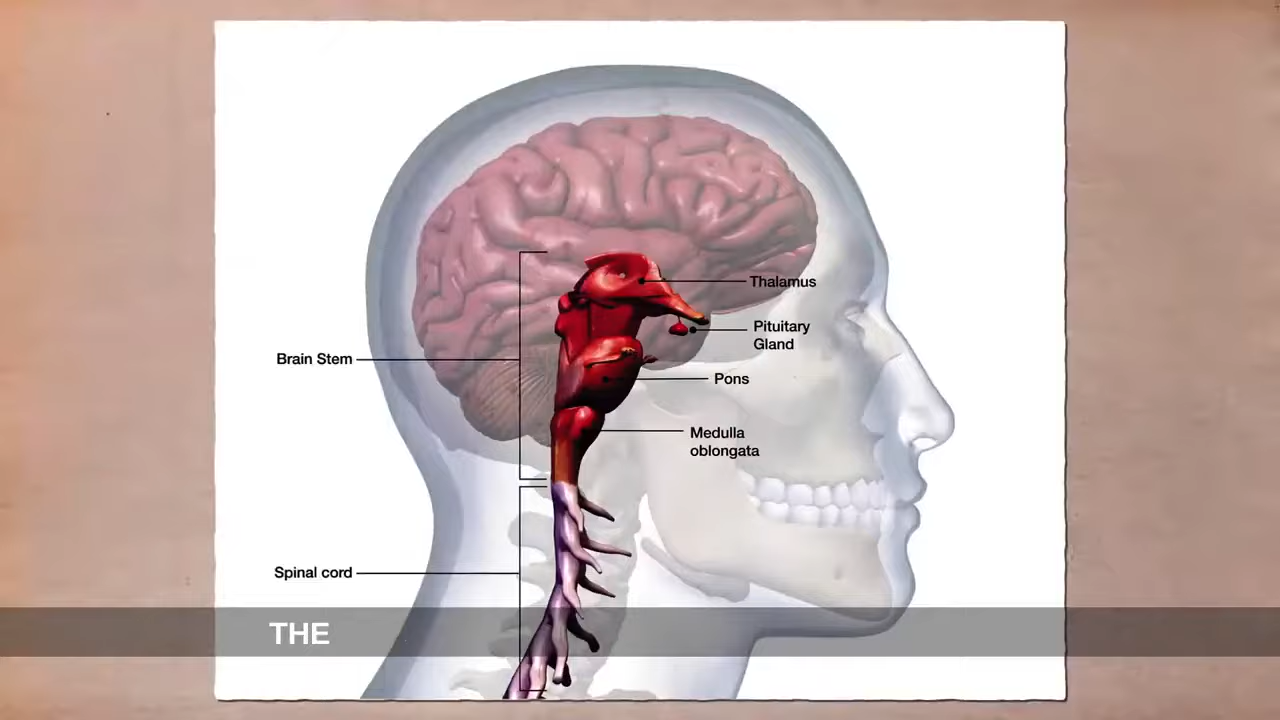 Thalamus
Pituitary
Gland
Brain Stem
Pons
Medulla
oblongata
Spinal cord
THE